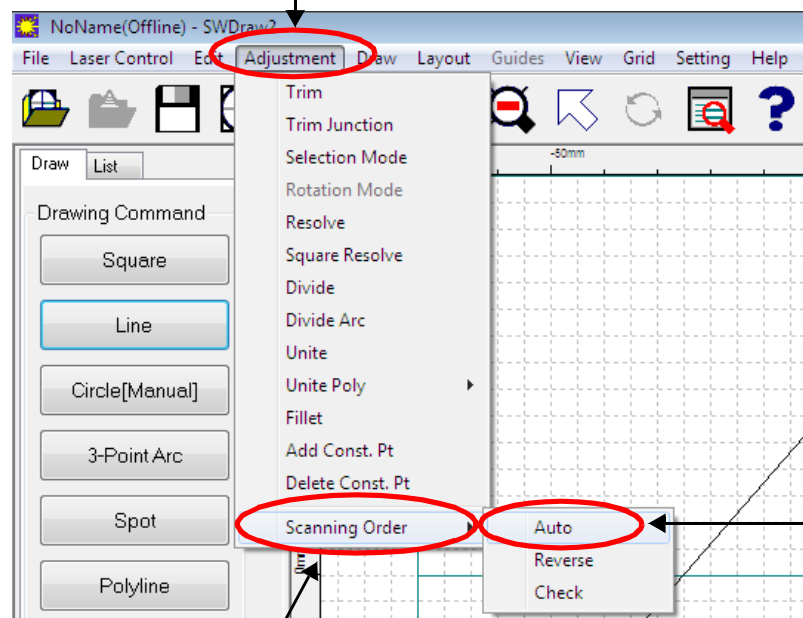 NoName(Offline) - SWDraw2
File Laser Control Edit Adjustment Draw Layout Guides View Grid Setting Help
Trim
Trim Junction
Selection Mode
Rotation Mode
Resolve
Square Resolve
Divide
Divide Arc
Unite
Unite Poly
Fillet
Add Const. Pt
Delete Const. Pt
Scanning Order
Auto
Reverse
Check
Draw List
Drawing Command
Square
Line
Circle[Manual]
3-Point Arc
Spot
Polyline
-50mm